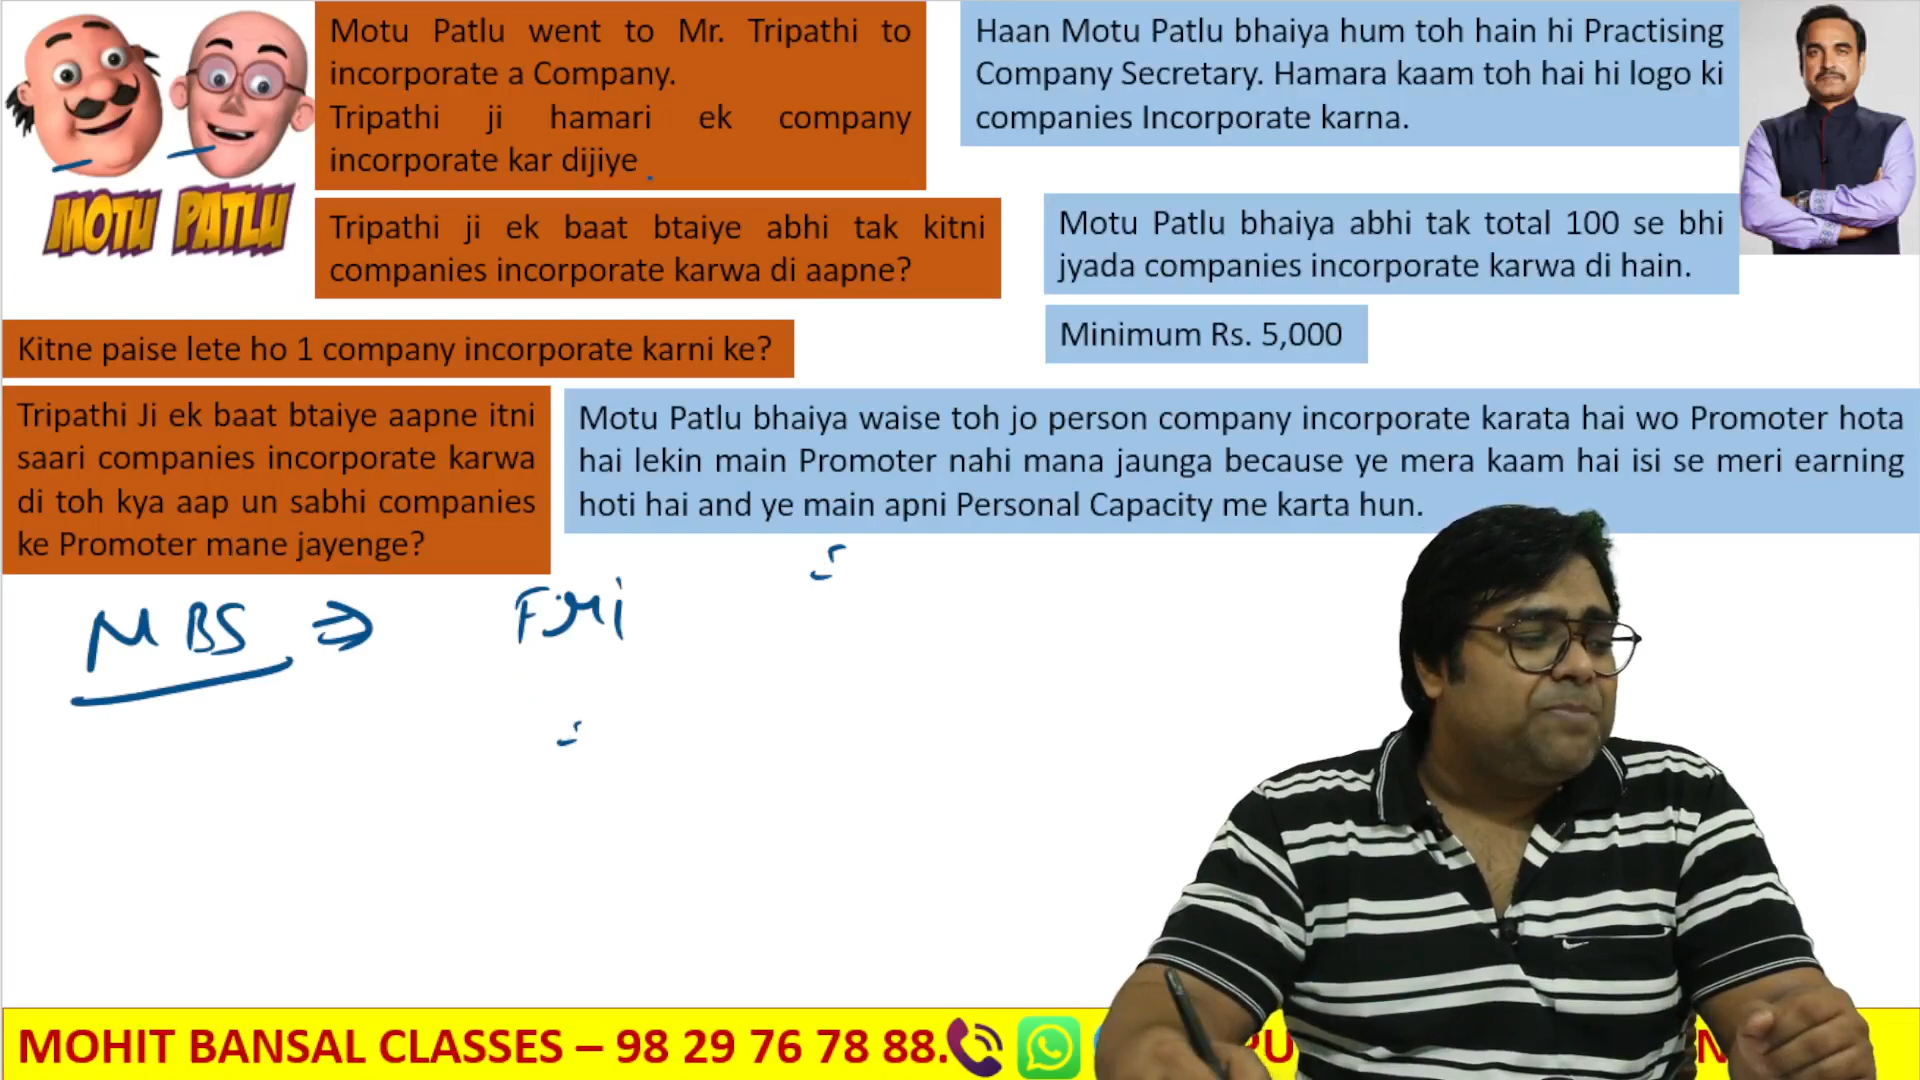 Motu Patlu went to Mr. Tripathi to
incorporate a Company.
Tripathi ji hamari ek company
incorporate kar dijiye
Haan Motu Patlu bhaiya hum toh hain hi Practising
Company Secretary. Hamara kaam toh hai hi logo ki
companies Incorporate karna.
MOTU PATLU
Tripathi ji ek baat btaiye abhi tak kitni
companies incorporate karwa di aapne?
Motu Patlu bhaiya abhi tak total 100 se bhi
jyada companies incorporate karwa di hain.
Kitne paise lete ho 1 company incorporate karni ke?
Minimum Rs. 5,000
Tripathi Ji ek baat btaiye aapne itni
saari companies incorporate karwa
di toh kya aap un sabhi companies
ke Promoter mane jayenge?
Motu Patlu bhaiya waise toh jo person company incorporate karata hai wo Promoter hota
hai lekin main Promoter nahi mana jaunga because ye mera kaam hai isi se meri earning
hoti hai and ye main apni Personal Capacity me karta hun.
MBS ⇒
MOHIT BANSAL CLASSES – 98 29 76 78 88.